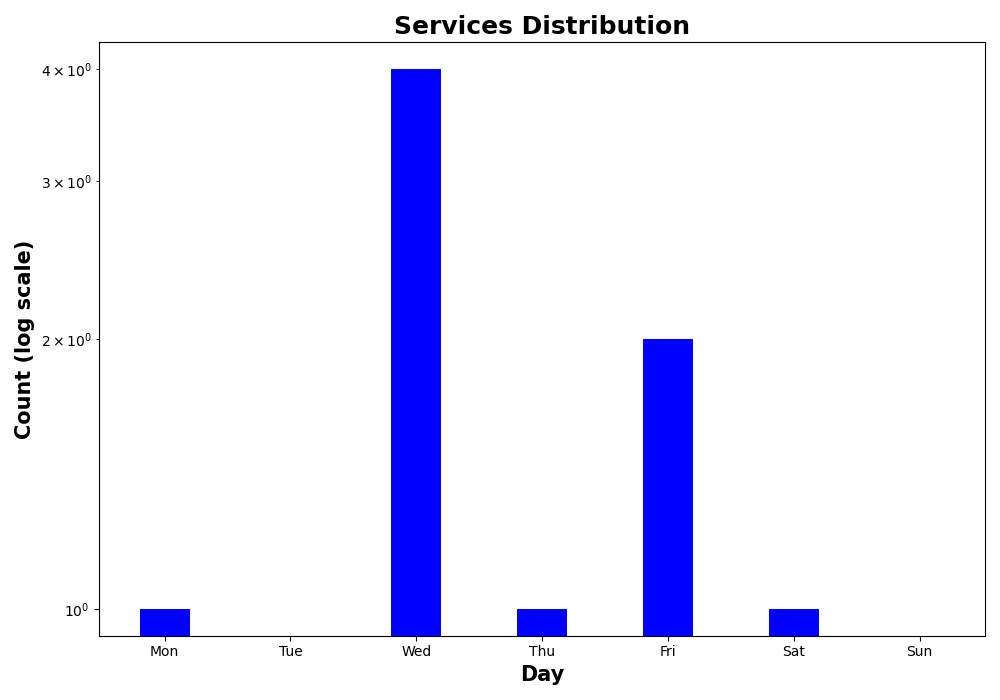 Services Distribution
Count (log scale)
4 × 10⁰
3 × 10⁰
2 × 10⁰
10⁰
Mon Tue Wed Thu Fri Sat Sun
Day